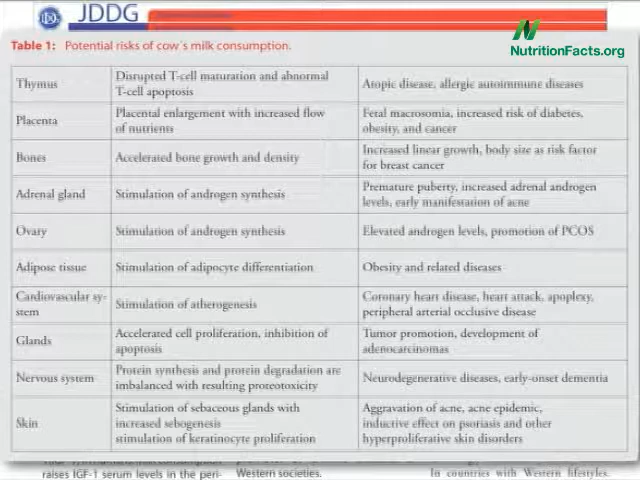 JDDG
NutritionFacts.org
Table 1: Potential risks of cow's milk consumption.
Thymus
Disrupted T-cell maturation and abnormal
T-cell apoptosis
Atopic disease, allergic autoimmune diseases
Placenta
Placental enlargement with increased flow
of nutrients
Fetal macrosomia, increased risk of diabetes,
obesity, and cancer
Bones
Accelerated bone growth and density
Increased linear growth, body size as risk factor
for breast cancer
Adrenal gland
Stimulation of androgen synthesis
Premature puberty, increased adrenal androgen
levels, early manifestation of acne
Ovary
Stimulation of androgen synthesis
Elevated androgen levels, promotion of PCOS
Adipose tissue
Stimulation of adipocyte differentiation
Obesity and related diseases
Cardiovascular sy-
stem
Stimulation of atherogenesis
Coronary heart disease, heart attack, apoplexy,
peripheral arterial occlusive disease
Glands
Accelerated cell proliferation, inhibition of
apoptosis
Tumor promotion, development of
adenocarcinomas
Nervous system
Protein synthesis and protein degradation are
imbalanced with resulting proteotoxicity
Neurodegenerative diseases, early-onset dementia
Skin
Stimulation of sebaceous glands with
increased sebogenesis
stimulation of keratinocyte proliferation
Aggravation of acne, acne epidemic,
inductive effect on psoriasis and other
hyperproliferative skin disorders
raises IGF-1 serum levels in the peri-
Western societies.
In countries with Western lifestyles.